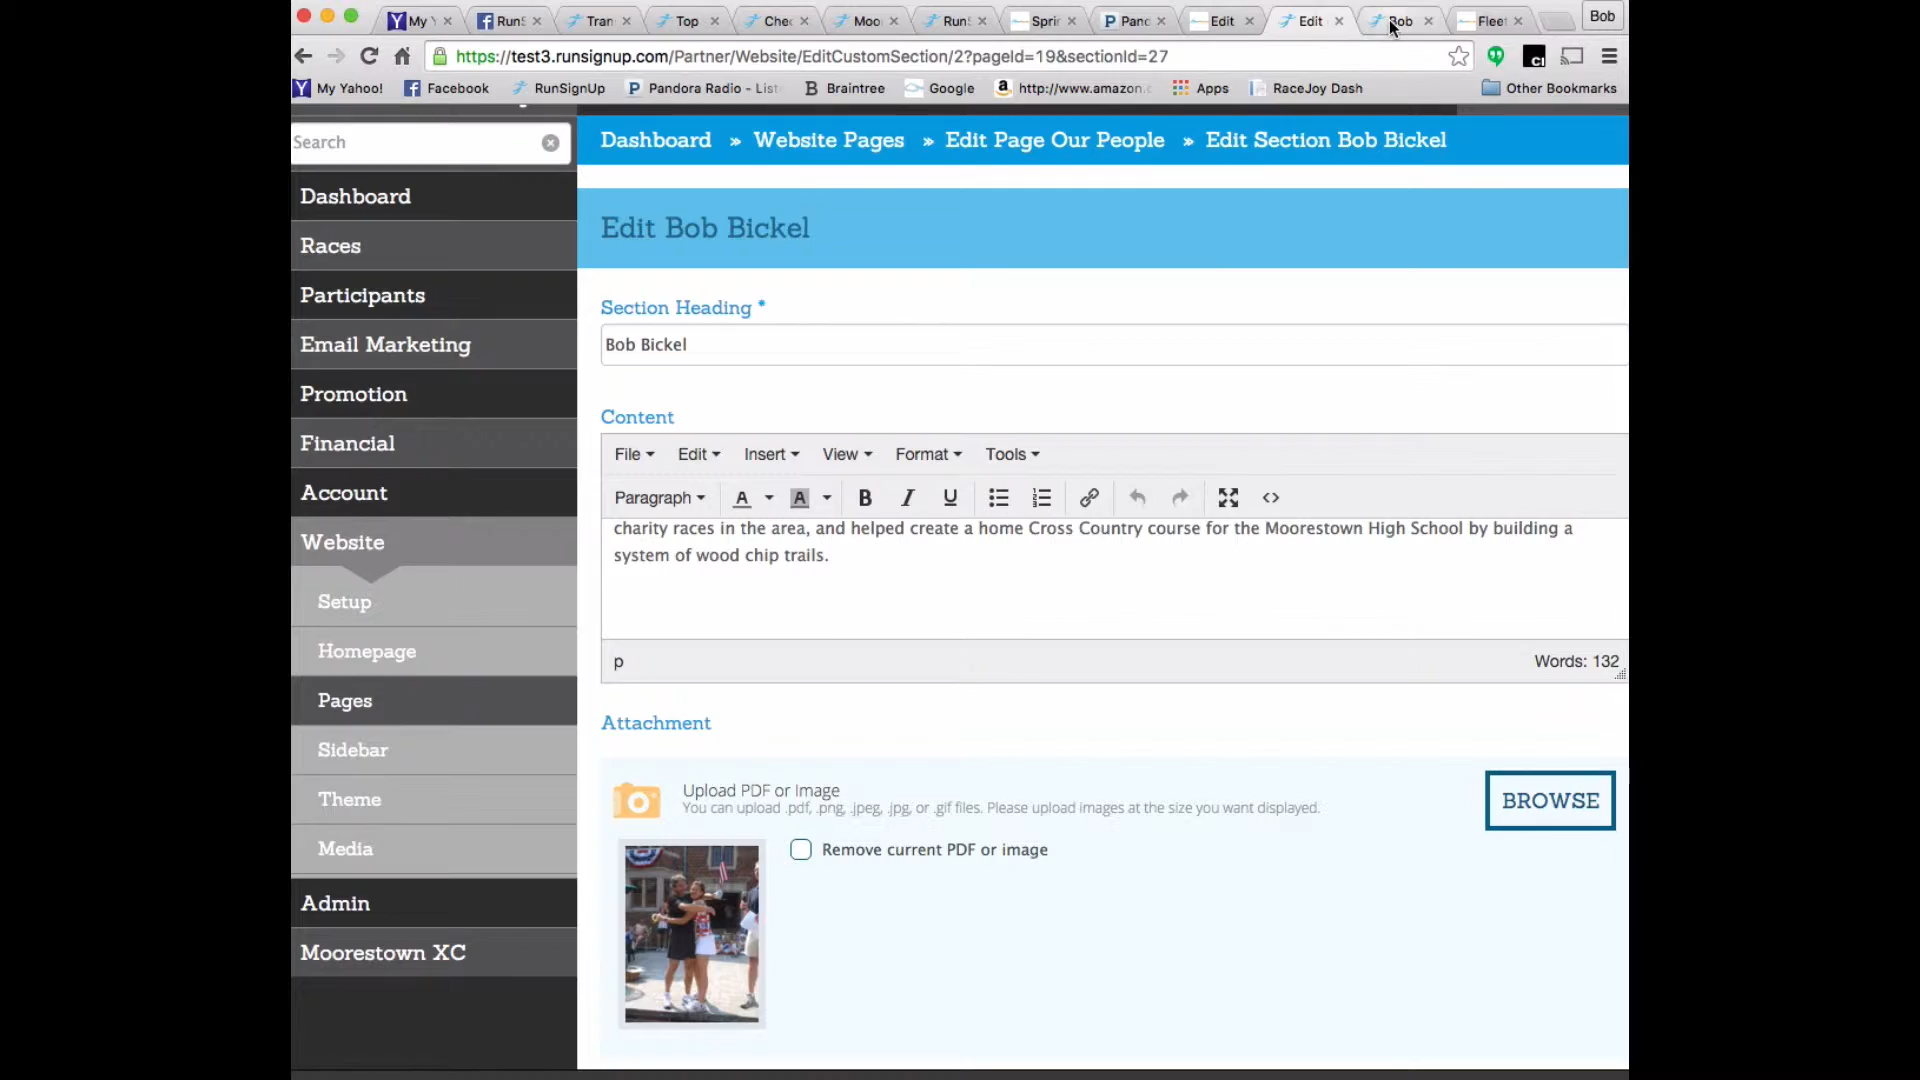 My
RunS
Tran
Top
Chec
Moo
RunS
Sprin
Pand
Edit
Edit
Bob
Fleet
Bob
https://test3.runsignup.com/Partner/Website/EditCustomSection/2?pageId=19&sectionId=27
My Yahoo!
Facebook
RunSignUp
Pandora Radio - List
Braintree
Google
http://www.amazon.c
Apps
RaceJoy Dash
Other Bookmarks
Search
Dashboard » Website Pages » Edit Page Our People » Edit Section Bob Bickel
Dashboard
Races
Participants
Email Marketing
Promotion
Financial
Account
Website
Setup
Homepage
Pages
Sidebar
Theme
Media
Admin
Moorestown XC
Edit Bob Bickel
Section Heading *
Bob Bickel
Content
File Edit Insert View Format Tools
Paragraph A A B I U
charity races in the area, and helped create a home Cross Country course for the Moorestown High School by building a
system of wood chip trails.
p
Words: 132
Attachment
Upload PDF or Image
You can upload .pdf, .png, .jpeg, .jpg, or .gif files. Please upload images at the size you want displayed.
BROWSE
Remove current PDF or image